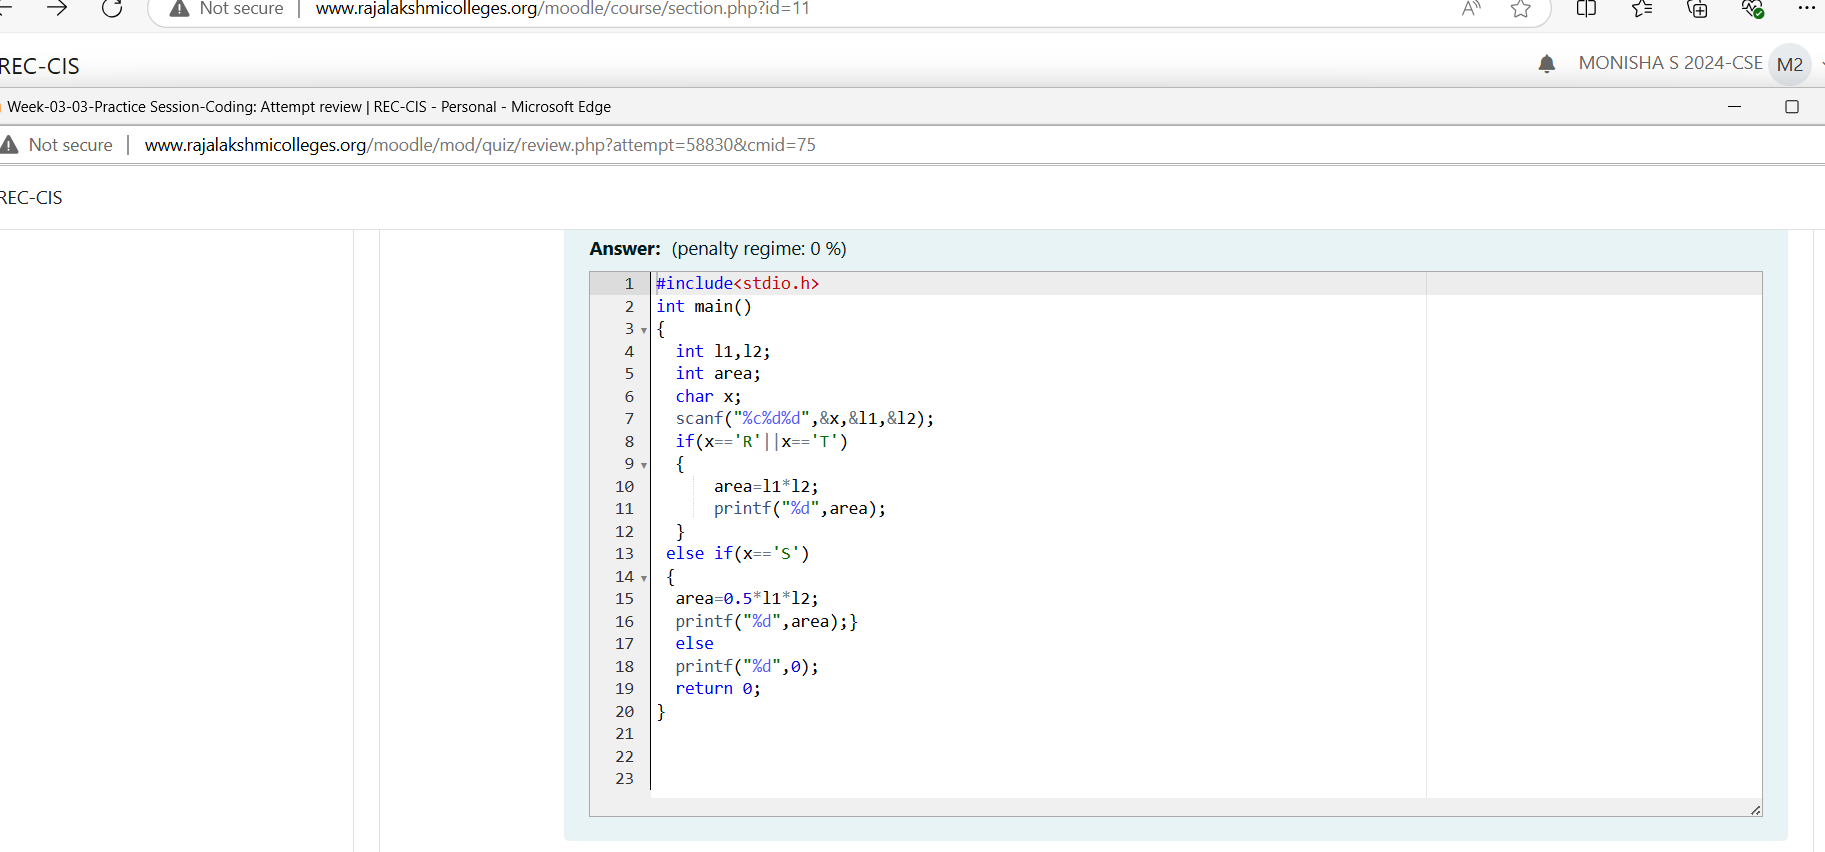 Not secure | www.rajalakshmicolleges.org/moodle/course/section.php?id=11
REC-CIS
MONISHA S 2024-CSE M2
Week-03-03-Practice Session-Coding: Attempt review | REC-CIS - Personal - Microsoft Edge
Not secure | www.rajalakshmicolleges.org/moodle/mod/quiz/review.php?attempt=58830&cmid=75
REC-CIS
Answer: (penalty regime: 0 %)
1 #include<stdio.h>
2 int main()
3 {
4 int l1,l2;
5 int area;
6 char x;
7 scanf("%c%d%d",&x,&l1,&l2);
8 if(x=='R'||x=='T')
9 {
10 area=l1*l2;
11 printf("%d",area);
12 }
13 else if(x=='S')
14 {
15 area=0.5*l1*l2;
16 printf("%d",area);}
17 else
18 printf("%d",0);
19 return 0;
20 }
21
22
23